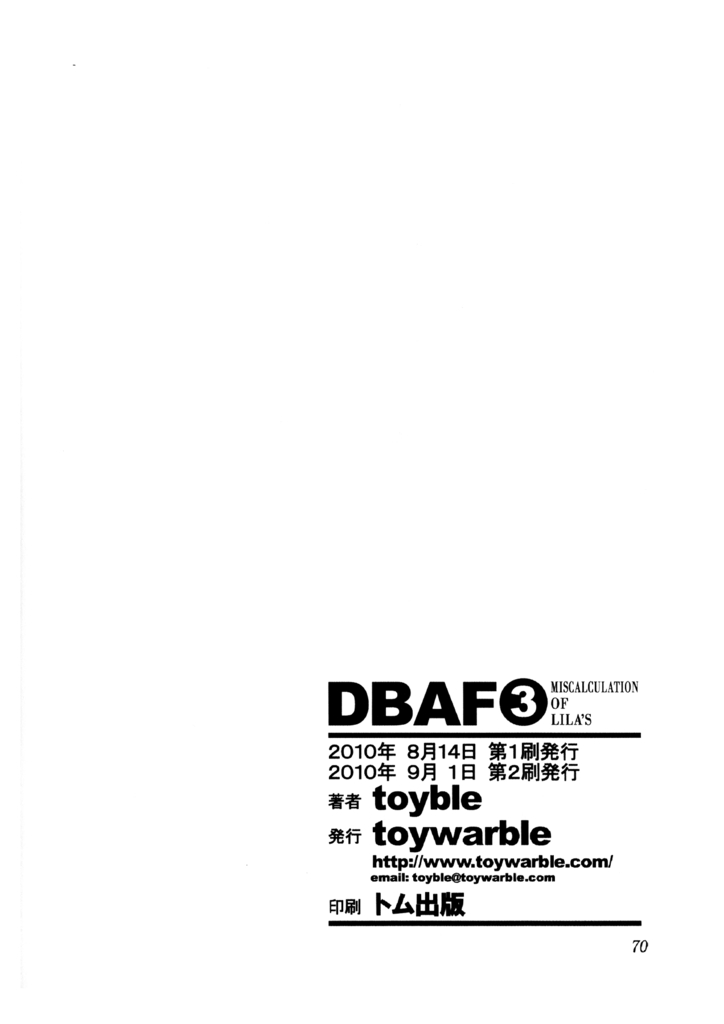 DBAF❸ MISCALCULATION
OF
LILA'S
2010年 8月14日 第1刷発行
2010年 9月 1日 第2刷発行
著者 toyble
発行 toywarble
http://www.toywarble.com/
email: toyble@toywarble.com
印刷 トム出版
70